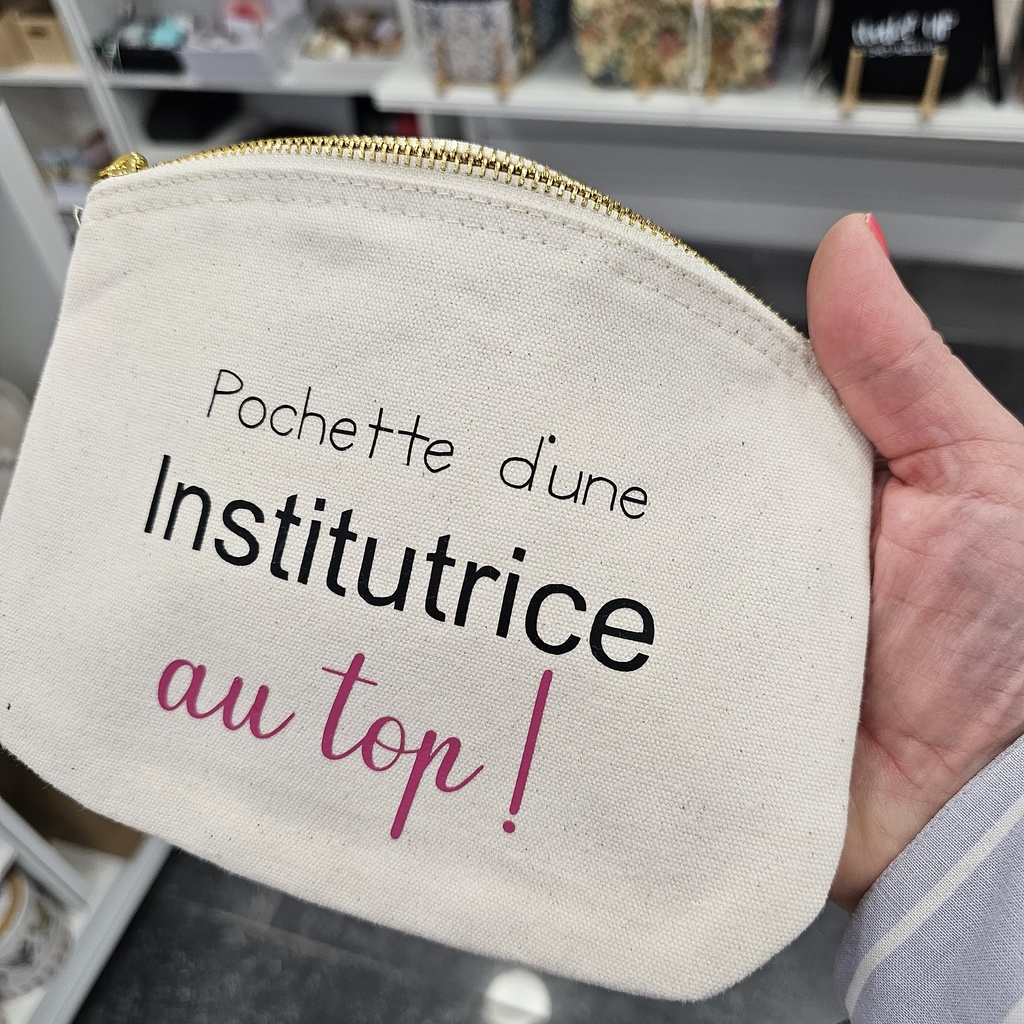 Pochette d'une
Institutrice
au top !